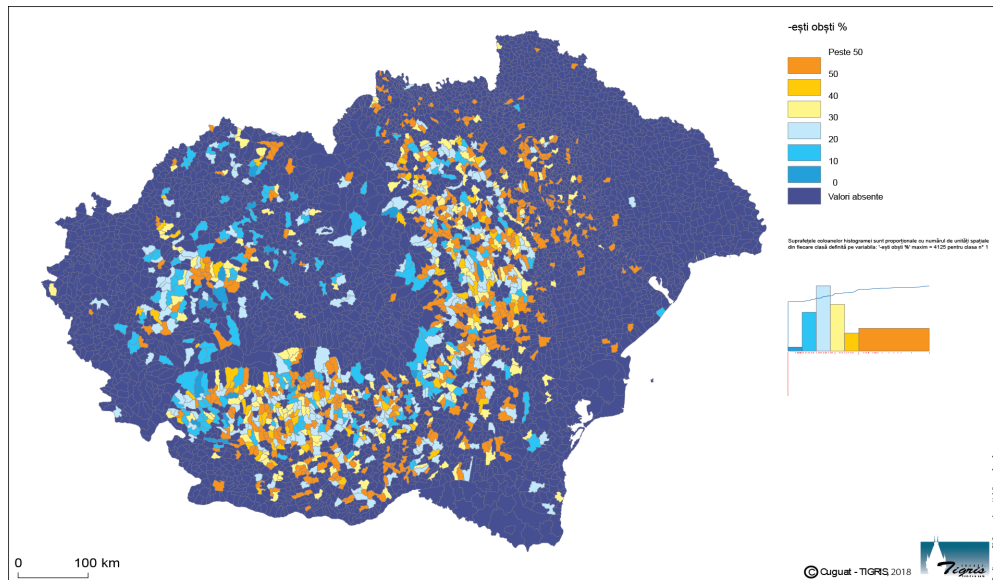 -ești obști %
Peste 50
50
40
30
20
10
0
Valori absente
Suprafețele coloanelor histogramei sunt proporționale cu numărul de unități spațiale
din fiecare clasă definită pe variabila: '-ești obști %' maxim = 4125 pentru clasa n° 1
0 100 km
© Cuguat - TIGRIS, 2018
Tigris